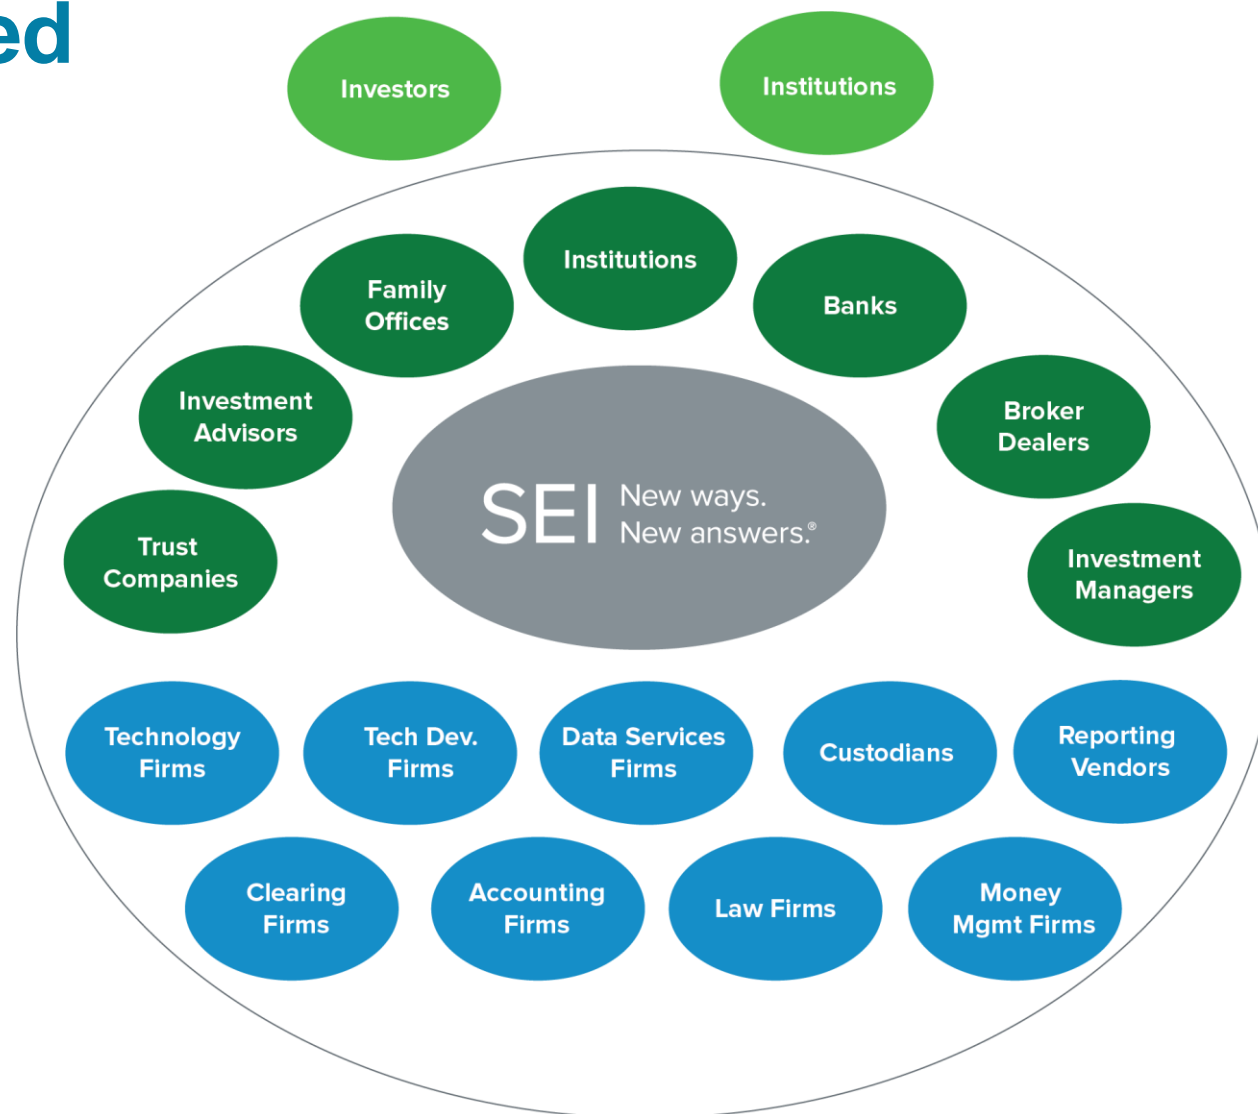 ed
Investors
Institutions
Institutions
Family
Offices
Banks
Investment
Advisors
Broker
Dealers
SEI New ways.
New answers.®
Trust
Companies
Investment
Managers
Technology
Firms
Tech Dev.
Firms
Data Services
Firms
Custodians
Reporting
Vendors
Clearing
Firms
Accounting
Firms
Law Firms
Money
Mgmt Firms